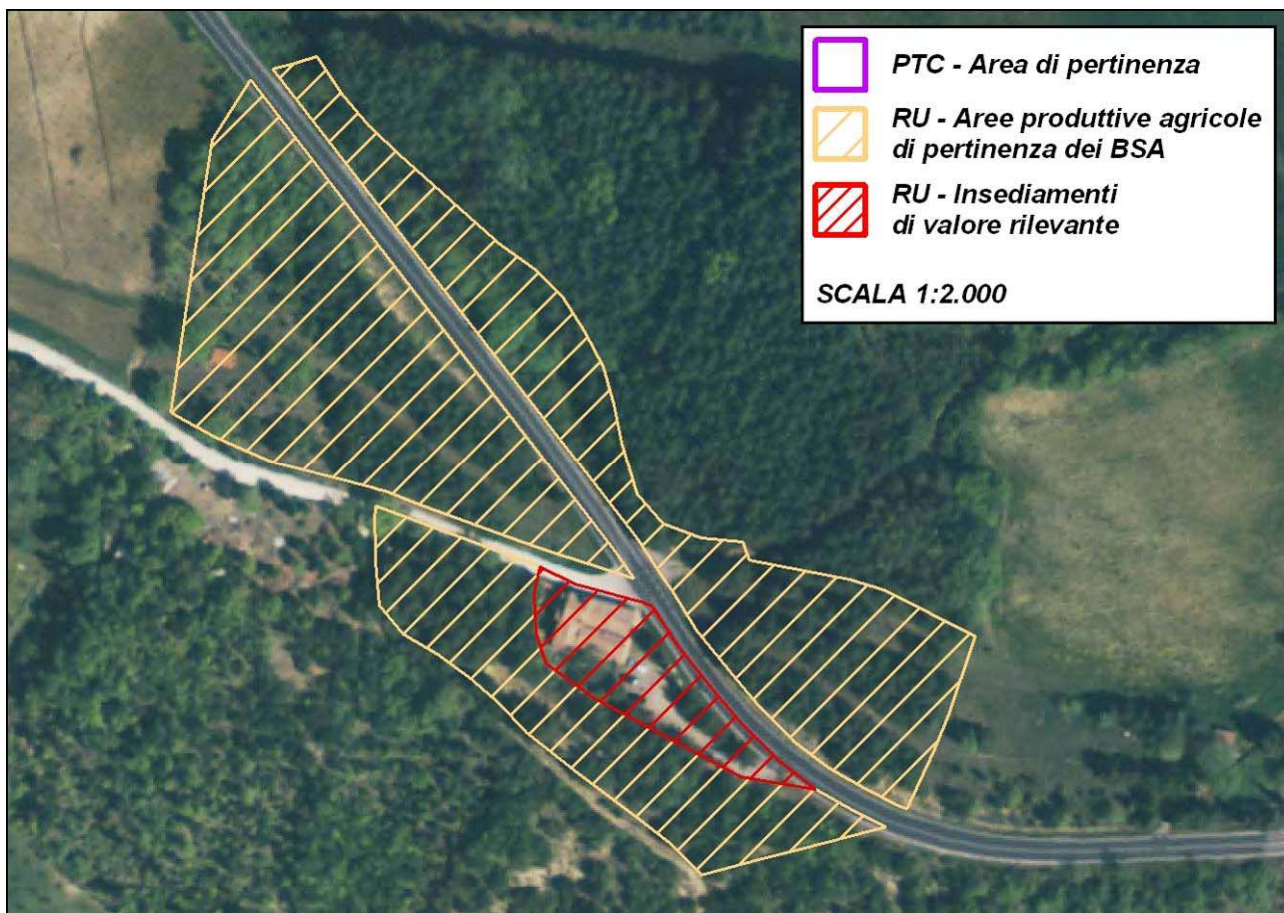 PTC - Area di pertinenza
RU - Aree produttive agricole
di pertinenza dei BSA
RU - Insediamenti
di valore rilevante
SCALA 1:2.000